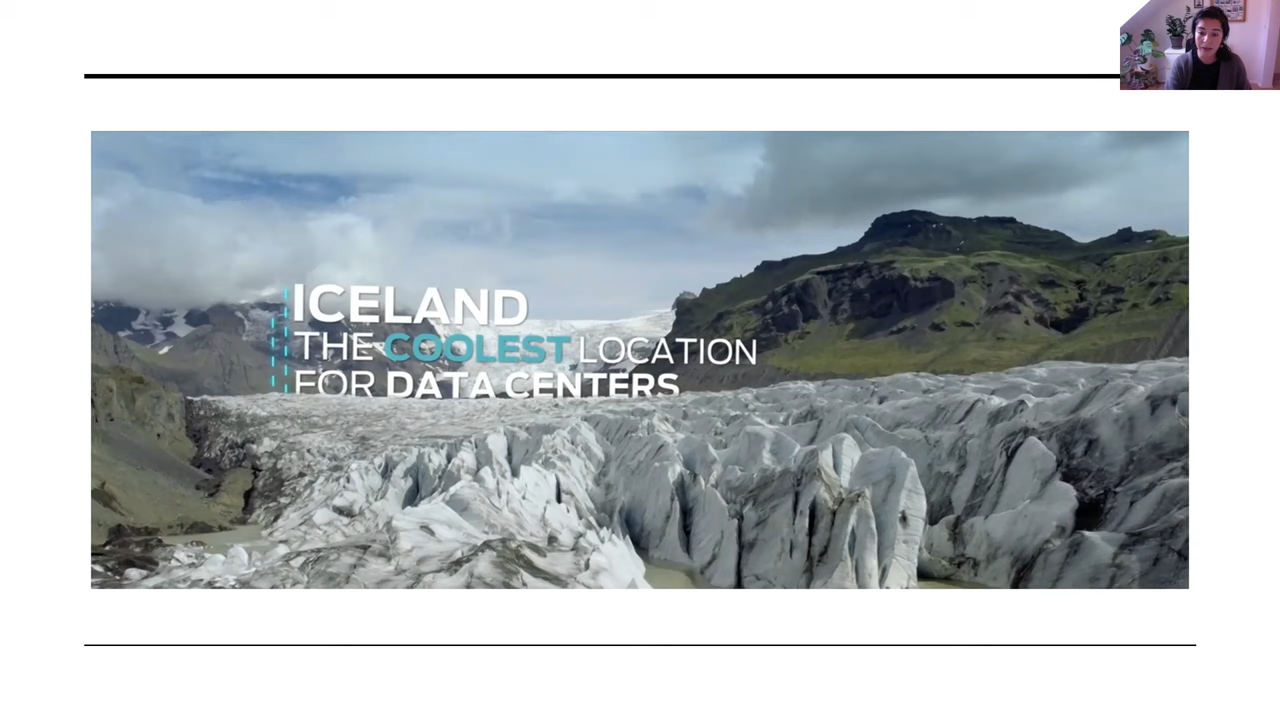 ICELAND
THE COOLEST LOCATION
FOR DATA CENTERS